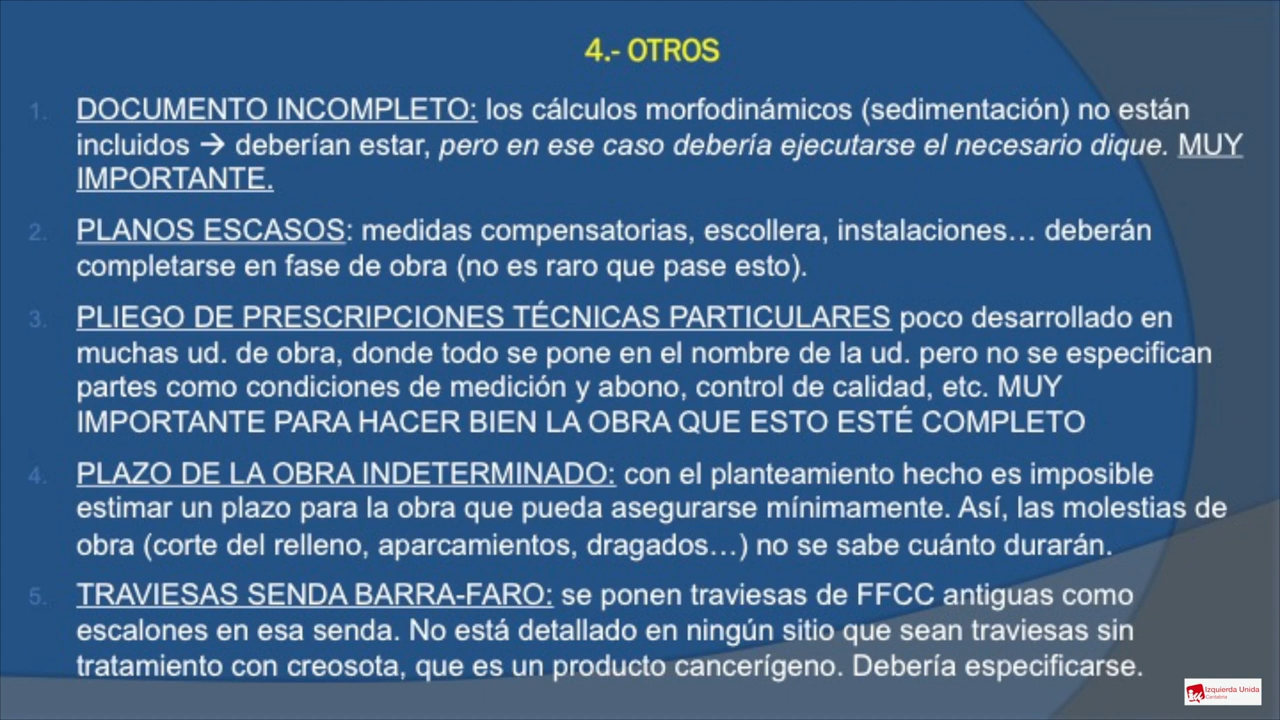 4.- OTROS
1. DOCUMENTO INCOMPLETO: los cálculos morfodinámicos (sedimentación) no están
incluidos → deberían estar, pero en ese caso debería ejecutarse el necesario dique. MUY
IMPORTANTE.
2. PLANOS ESCASOS: medidas compensatorias, escollera, instalaciones… deberán
completarse en fase de obra (no es raro que pase esto).
3. PLIEGO DE PRESCRIPCIONES TÉCNICAS PARTICULARES poco desarrollado en
muchas ud. de obra, donde todo se pone en el nombre de la ud. pero no se especifican
partes como condiciones de medición y abono, control de calidad, etc. MUY
IMPORTANTE PARA HACER BIEN LA OBRA QUE ESTO ESTÉ COMPLETO
4. PLAZO DE LA OBRA INDETERMINADO: con el planteamiento hecho es imposible
estimar un plazo para la obra que pueda asegurarse mínimamente. Así, las molestias de
obra (corte del relleno, aparcamientos, dragados…) no se sabe cuánto durarán.
5. TRAVIESAS SENDA BARRA-FARO: se ponen traviesas de FFCC antiguas como
escalones en esa senda. No está detallado en ningún sitio que sean traviesas sin
tratamiento con creosota, que es un producto cancerígeno. Debería especificarse.
Izquierda Unida
Cantabria